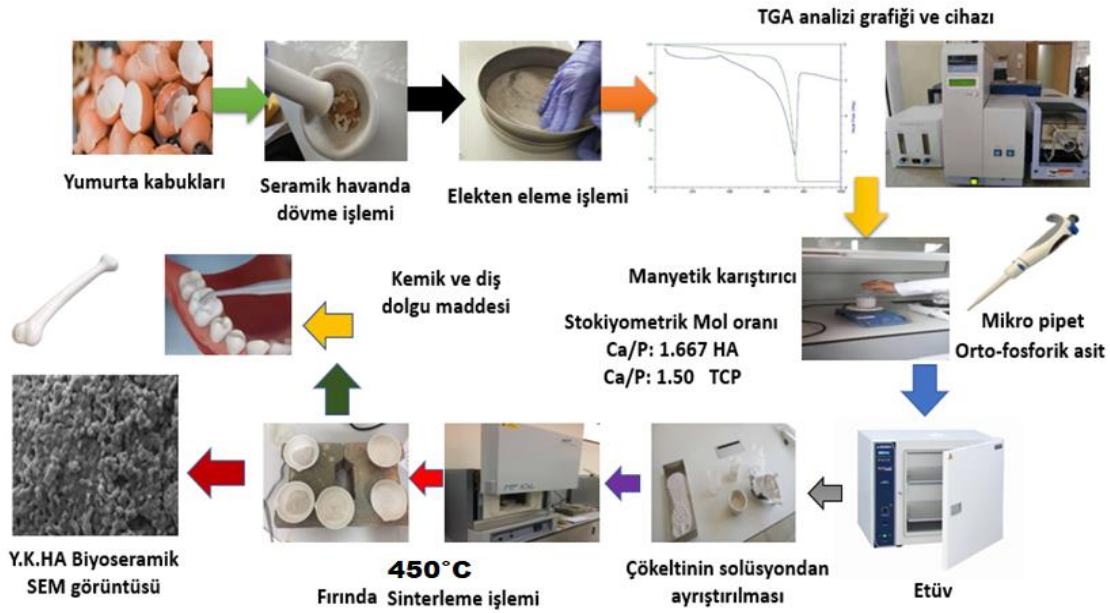 TGA analizi grafiği ve cihazı
Yumurta kabukları
Seramik havanda
dövme işlemi
Elekten eleme işlemi
Manyetik karıştırıcı
Stokiyometrik Mol oranı
Ca/P: 1.667 HA
Ca/P: 1.50 TCP
Mikro pipet
Orto-fosforik asit
Kemik ve diş
dolgu maddesi
Y.K.HA Biyoseramik
SEM görüntüsü
450°C
Fırında Sinterleme işlemi
Çökeltinin solüsyondan
ayrıştırılması
Etüv